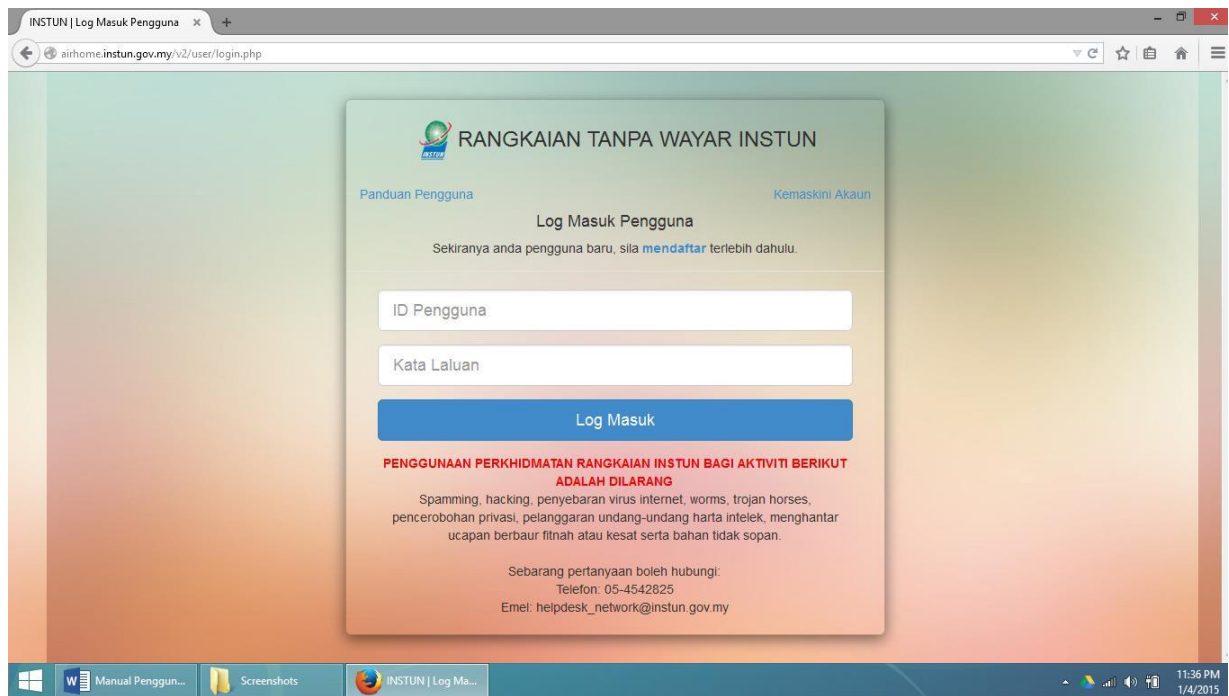 INSTUN | Log Masuk Pengguna
airhome.instun.gov.my/v2/user/login.php
INSTUN
RANGKAIAN TANPA WAYAR INSTUN
Panduan Pengguna
Kemaskini Akaun
Log Masuk Pengguna
Sekiranya anda pengguna baru, sila mendaftar terlebih dahulu.
ID Pengguna
Kata Laluan
Log Masuk
PENGGUNAAN PERKHIDMATAN RANGKAIAN INSTUN BAGI AKTIVITI BERIKUT
ADALAH DILARANG
Spamming, hacking, penyebaran virus internet, worms, trojan horses,
pencerobohan privasi, pelanggaran undang-undang harta intelek, menghantar
ucapan berbaur fitnah atau kesat serta bahan tidak sopan.
Sebarang pertanyaan boleh hubungi:
Telefon: 05-4542825
Emel: helpdesk_network@instun.gov.my
Manual Penggun...
Screenshots
INSTUN | Log Ma...
11:36 PM
1/4/2015